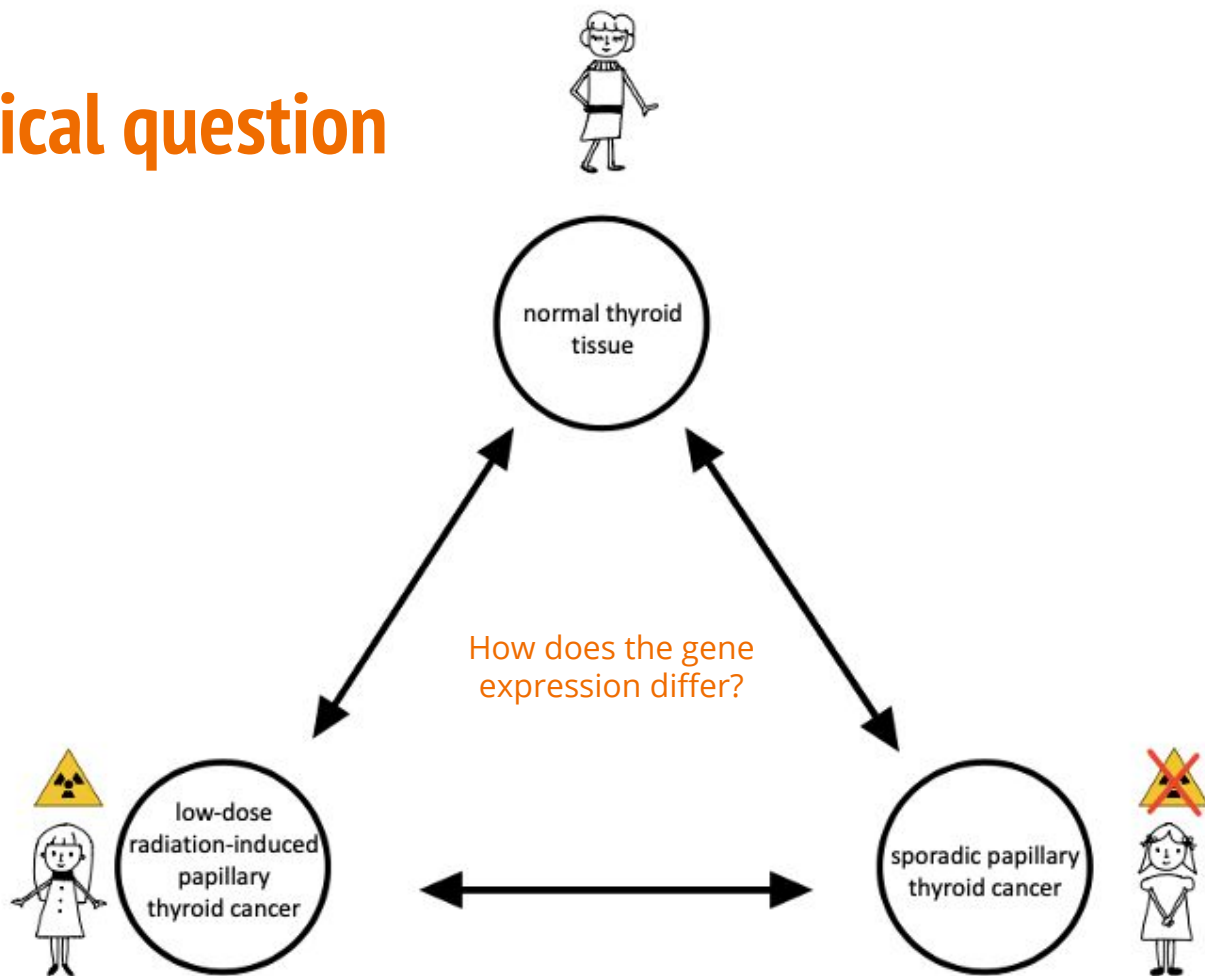 ical question
normal thyroid
tissue
How does the gene
expression differ?
low-dose
radiation-induced
papillary
thyroid cancer
sporadic papillary
thyroid cancer